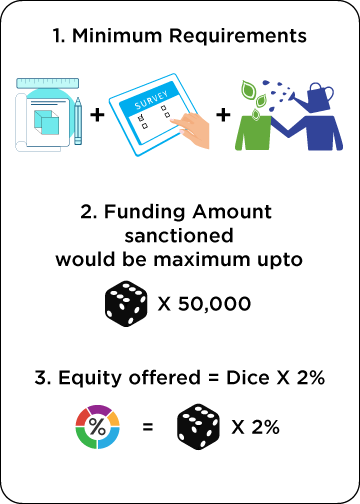 1. Minimum Requirements
+ +
SURVEY
2. Funding Amount
sanctioned
would be maximum upto
X 50,000
3. Equity offered = Dice X 2%
% = X 2%